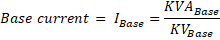 Base current = I_Base = KVA_Base / KV_Base